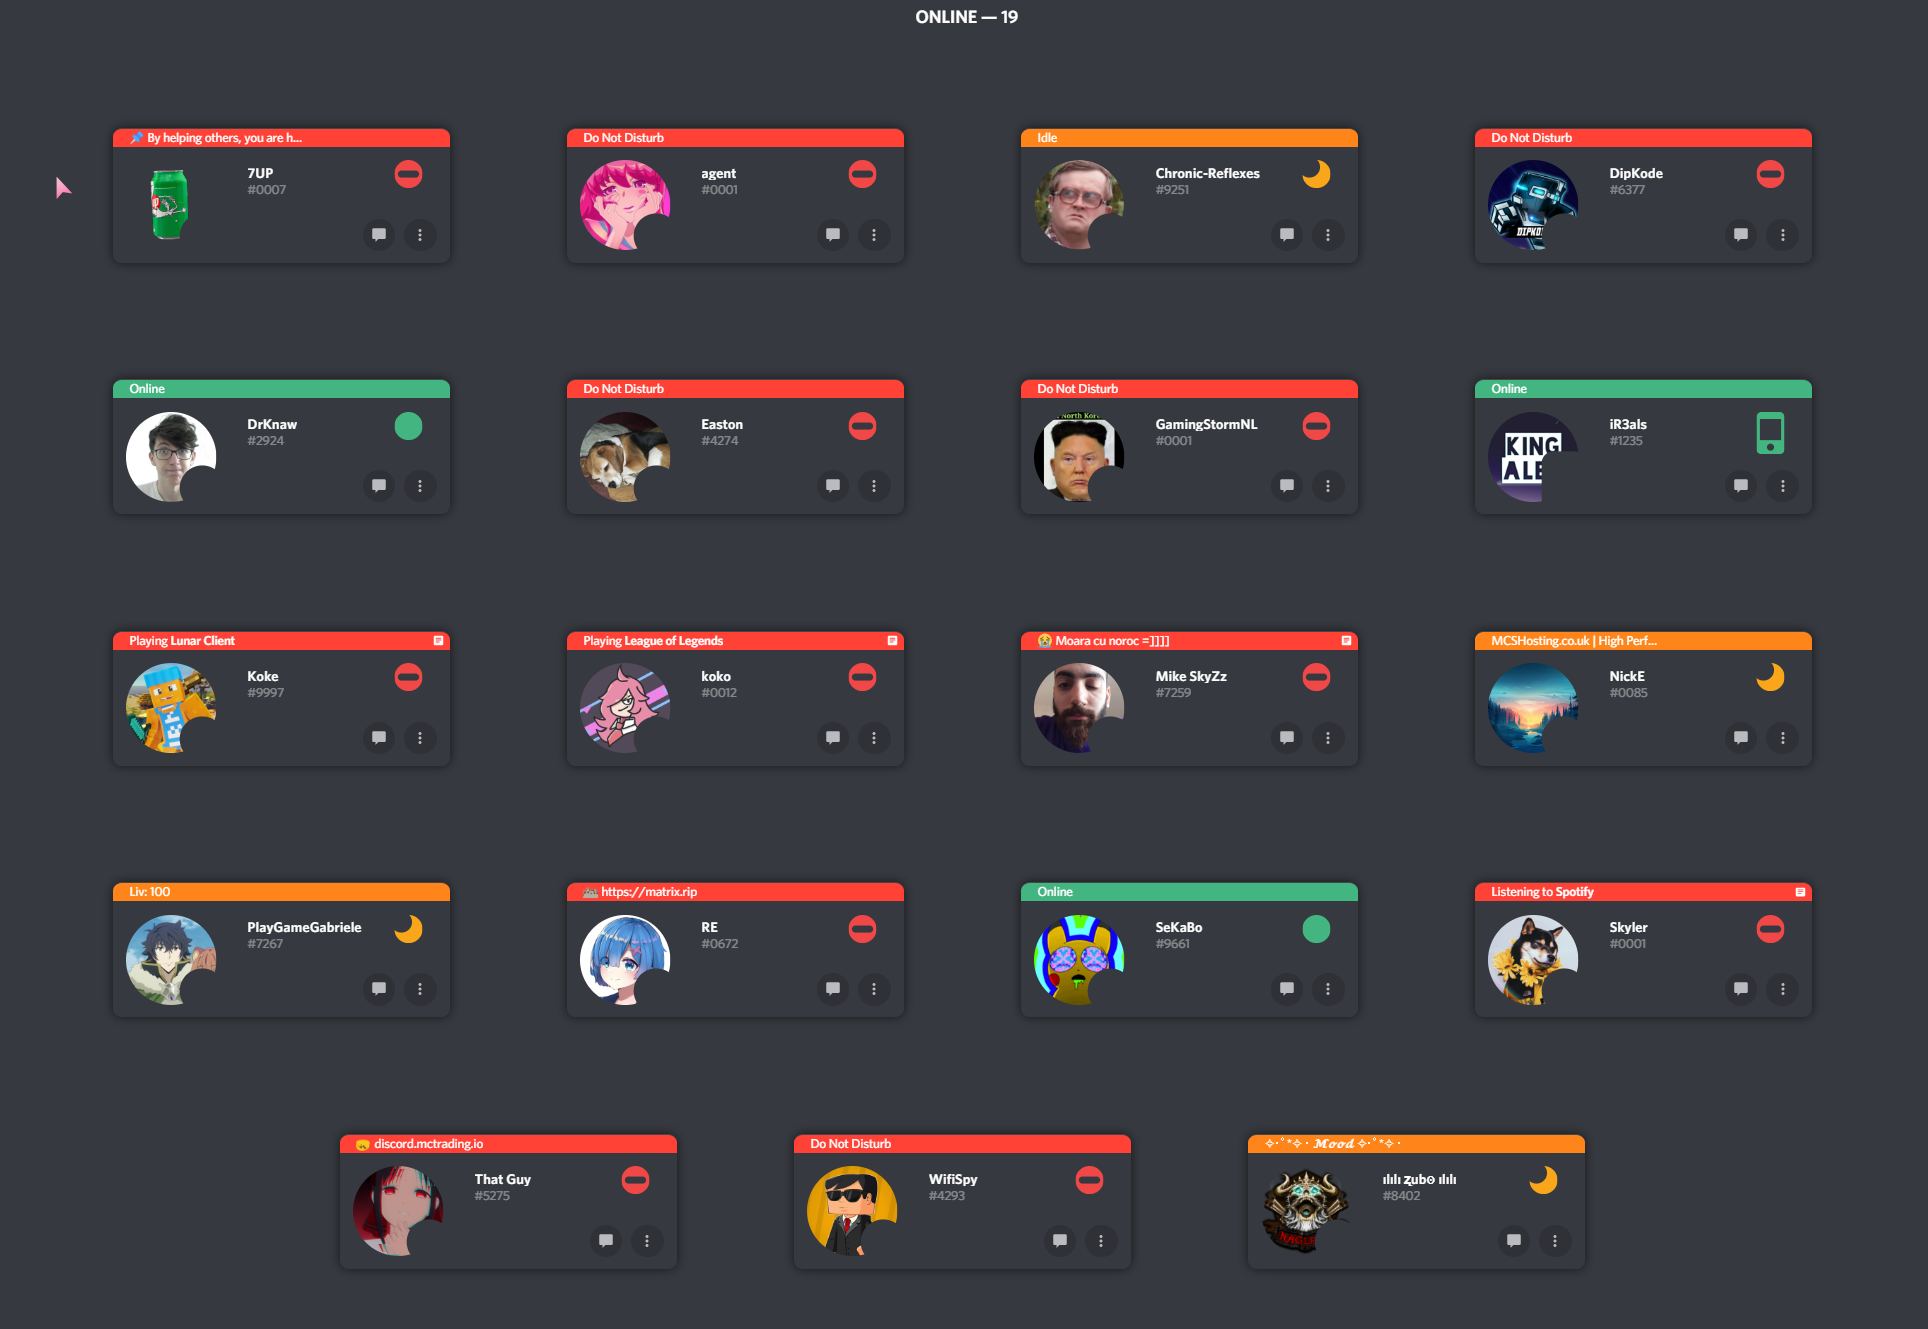 ONLINE — 19
📌 By helping others, you are h...
7UP
#0007
Do Not Disturb
agent
#0001
Idle
Chronic-Reflexes
#9251
Do Not Disturb
DipKode
#6377
Online
DrKnaw
#2924
Do Not Disturb
Easton
#4274
Do Not Disturb
North Kor
GamingStormNL
#0001
Online
KING
ALE
iR3als
#1235
Playing Lunar Client
Koke
#9997
Playing League of Legends
koko
#0012
😭 Moara cu noroc =]]]]
Mike SkyZz
#7259
MCSHosting.co.uk | High Perf...
NickE
#0085
Liv: 100
PlayGameGabriele
#7267
https://matrix.rip
RE
#0672
Online
SeKaBo
#9661
Listening to Spotify
Skyler
#0001
discord.mctrading.io
That Guy
#5275
Do Not Disturb
WifiSpy
#4293
✧･ﾟ*✧ · 𝓜𝓸𝓸𝓭 ✧･ﾟ*✧ ·
ılılı ʐubʘ ılılı
#8402